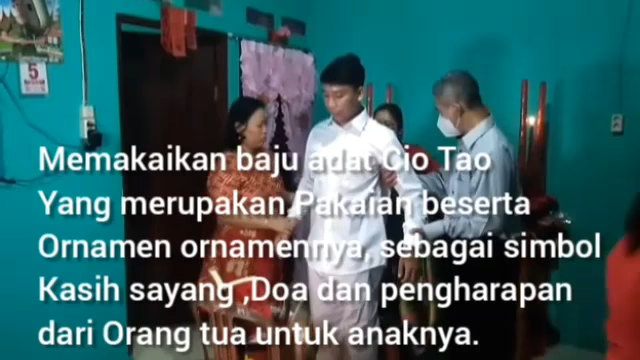 5
Memakaikan baju adat Cio Tao
Yang merupakan Pakaian beserta
Ornamen ornamennya, sebagai simbol
Kasih sayang ,Doa dan pengharapan
dari Orang tua untuk anaknya.